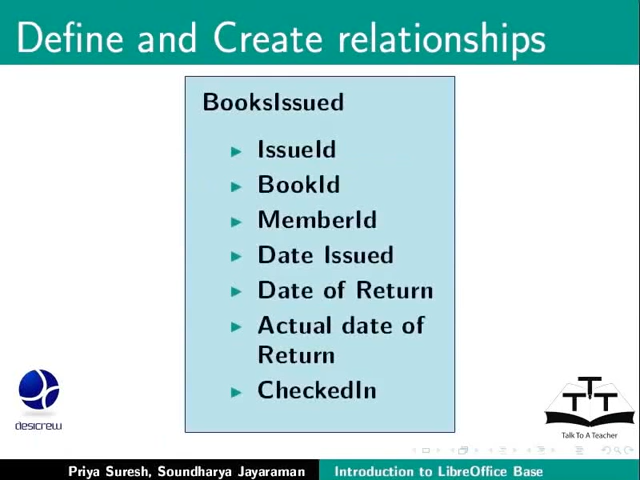 Define and Create relationships
BooksIssued
IssueId
BookId
MemberId
Date Issued
Date of Return
Actual date of
Return
CheckedIn
desicrew
TTT
Talk To A Teacher
Priya Suresh, Soundharya Jayaraman Introduction to LibreOffice Base